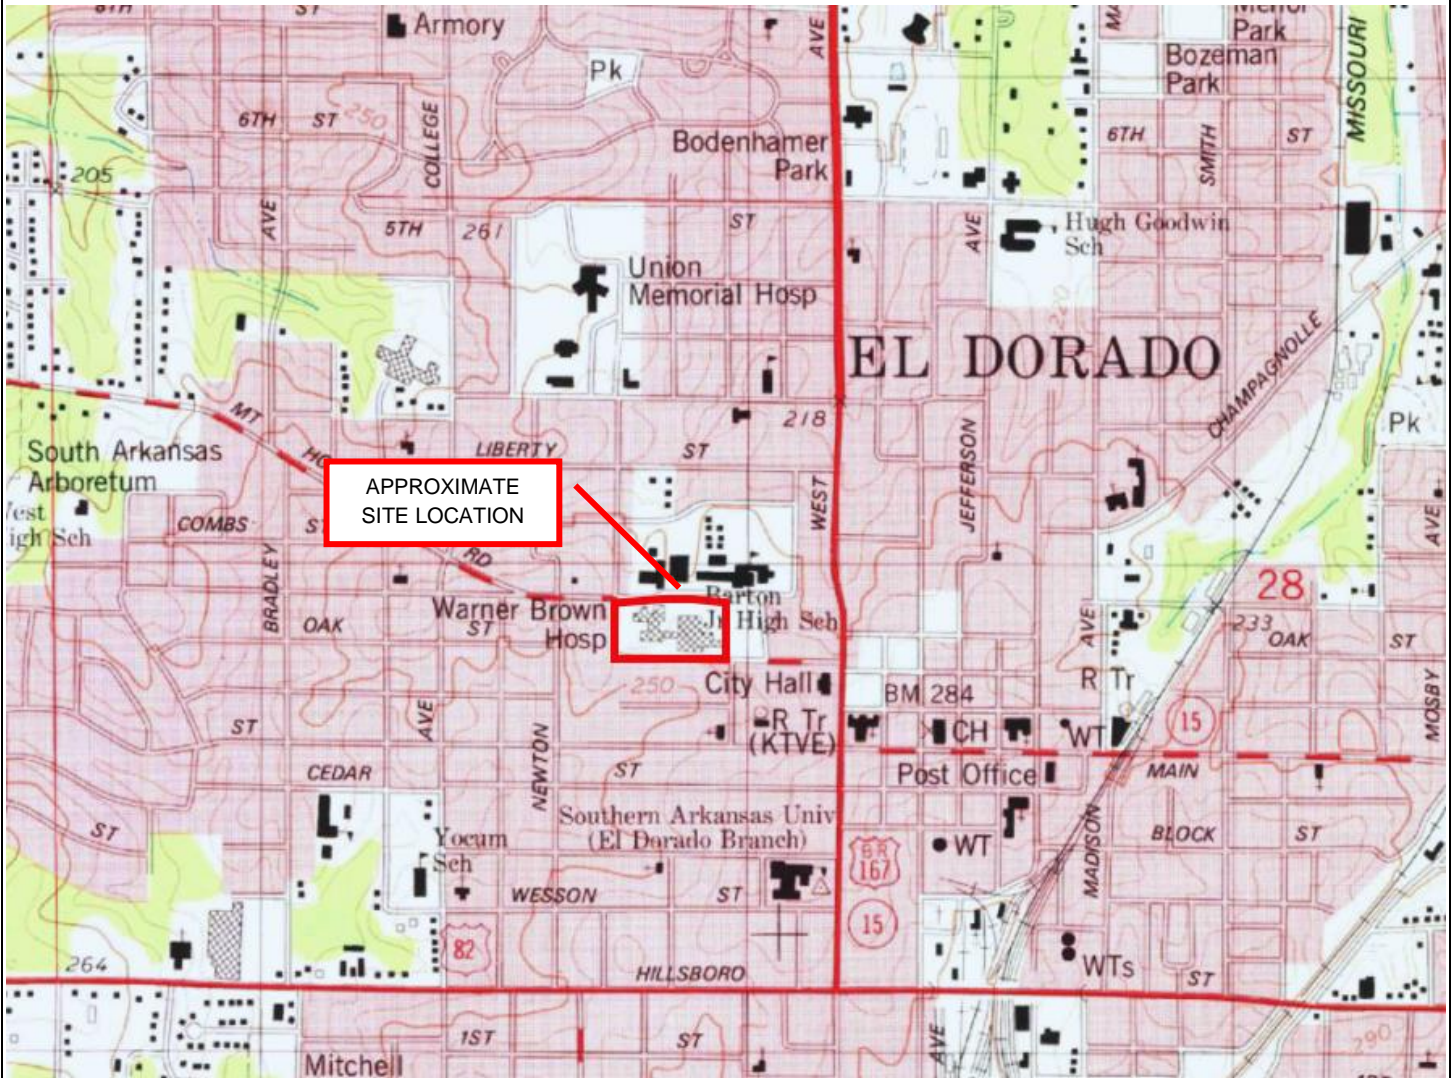 8TH
ST
Armory
Pk
AVE
Park
Bozeman
Park
MISSOURI
6TH
ST
250
COLLEGE
Bodenhamer
Park
6TH
SMITH
ST
205
AVE
5TH
261
ST
AVE
Hugh Goodwin
Sch
Union
Memorial Hosp
EL DORADO
CHAMPAGNOLLE
MT
218
Pk
South Arkansas
Arboretum
LIBERTY
ST
WEST
JEFFERSON
APPROXIMATE
SITE LOCATION
COMBS
RD
AVE
BRADLEY
28
Warner Brown
Hosp
Barton
Jr High Sch
OAK
ST
AVE
233
OAK
ST
250
City Hall
BM 284
R Tr
MOSBY
ST
AVE
R Tr
(KTVE)
CH
WT
15
CEDAR
NEWTON
ST
Post Office
MAIN
ST
Southern Arkansas Univ
(El Dorado Branch)
MADISON
BLOCK
ST
Yocum
Sch
WT
BR
167
WESSON
ST
82
15
264
HILLSBORO
WTs
ST
1ST
ST
AVE
290
Mitchell